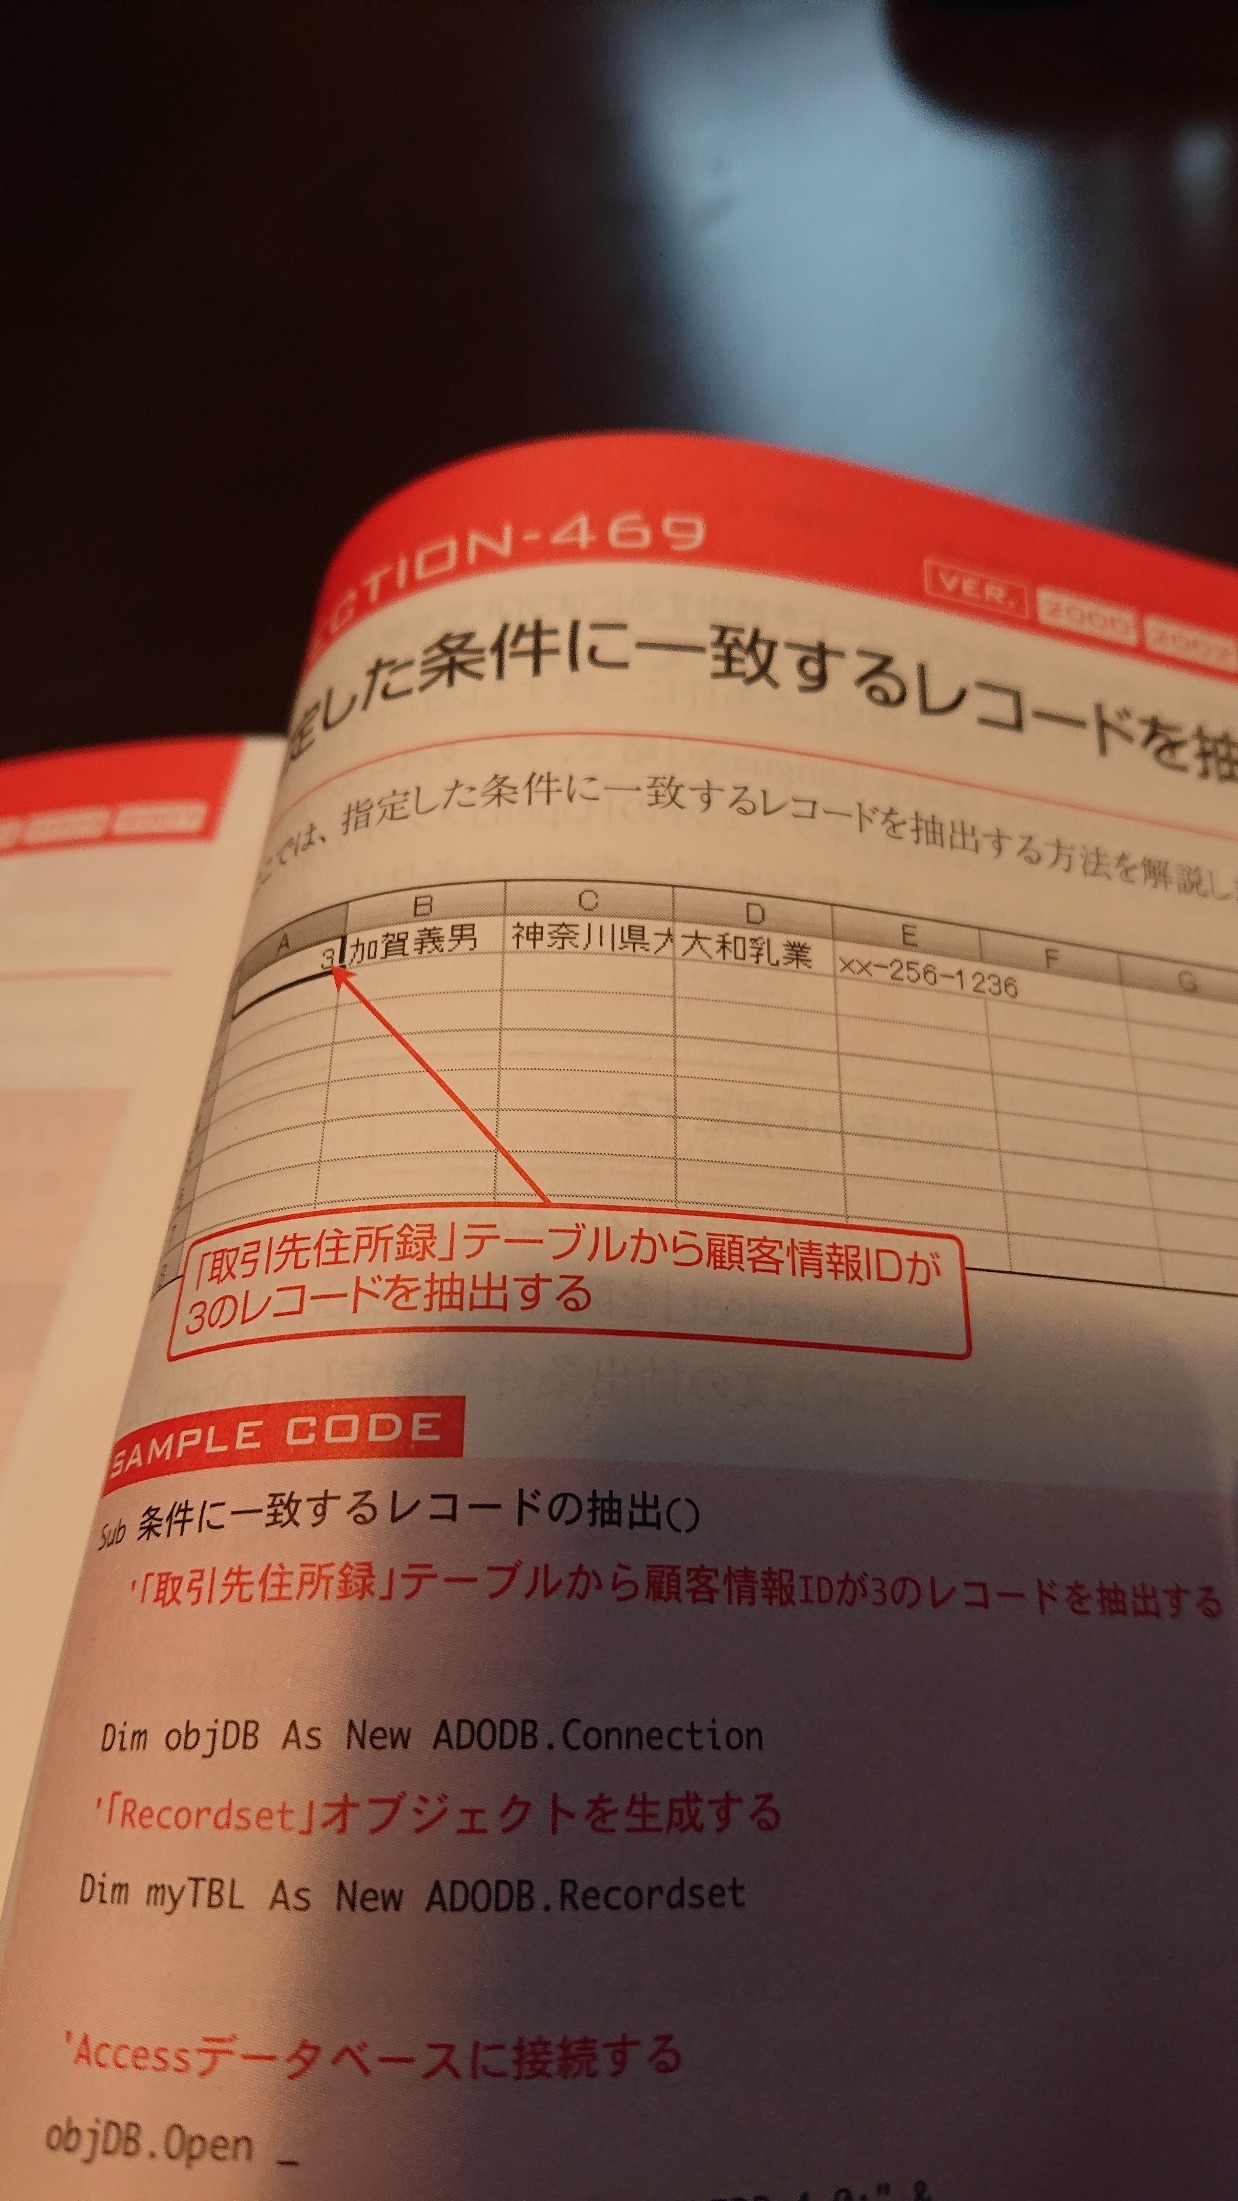 CTION-469
VER. 2000 2002
定した条件に一致するレコードを抽
ここでは、指定した条件に一致するレコードを抽出する方法を解説し
A B C D E F G
3 加賀義男 神奈川県大 大和乳業 xx-256-1236
「取引先住所録」テーブルから顧客情報IDが
3のレコードを抽出する
SAMPLE CODE
Sub 条件に一致するレコードの抽出()
'「取引先住所録」テーブルから顧客情報IDが3のレコードを抽出する
Dim objDB As New ADODB.Connection
'「Recordset」オブジェクトを生成する
Dim myTBL As New ADODB.Recordset
'Accessデータベースに接続する
objDB.Open _